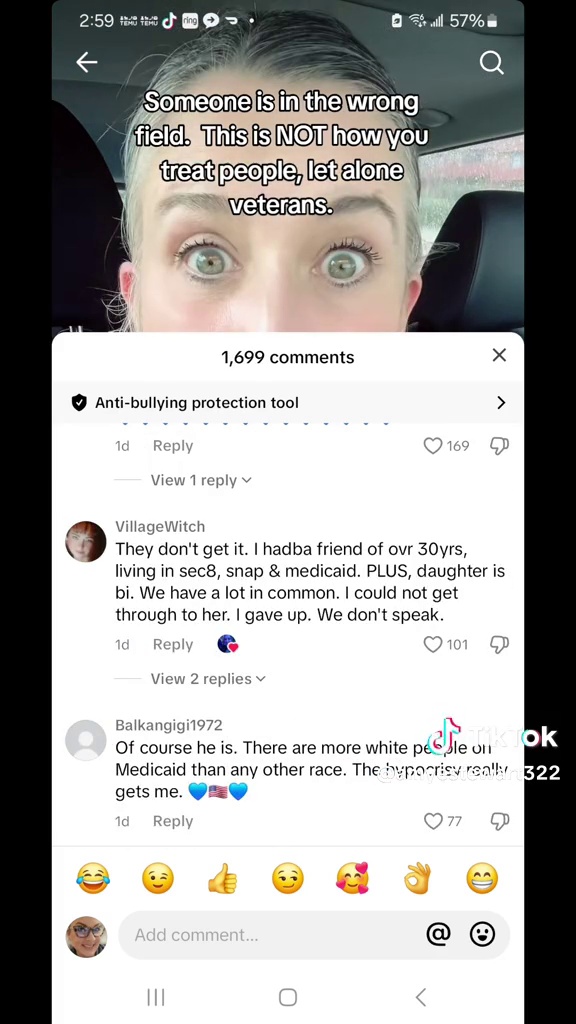 2:59
TEMU TEMU ring
57%
Someone is in the wrong
field. This is NOT how you
treat people, let alone
veterans.
1,699 comments
Anti-bullying protection tool
1d Reply 169
View 1 reply
VillageWitch
They don't get it. I hadba friend of ovr 30yrs,
living in sec8, snap & medicaid. PLUS, daughter is
bi. We have a lot in common. I could not get
through to her. I gave up. We don't speak.
1d Reply 101
View 2 replies
Balkangigi1972
Of course he is. There are more white people on
Medicaid than any other race. The hypocrisy really
gets me. 💙🇺🇸💙
TikTok
1d Reply 77
Add comment...